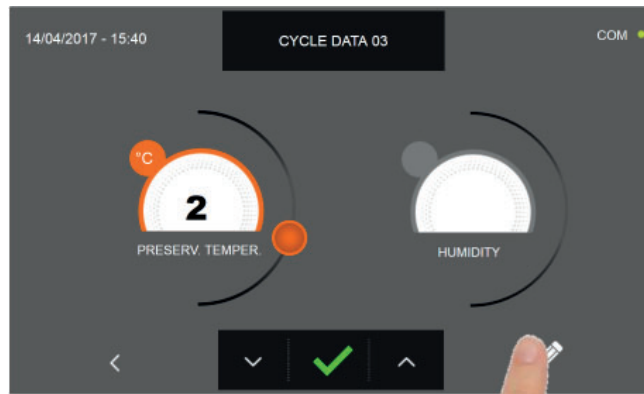 14/04/2017 - 15:40
CYCLE DATA 03
COM
°C
2
PRESERV. TEMPER.
HUMIDITY